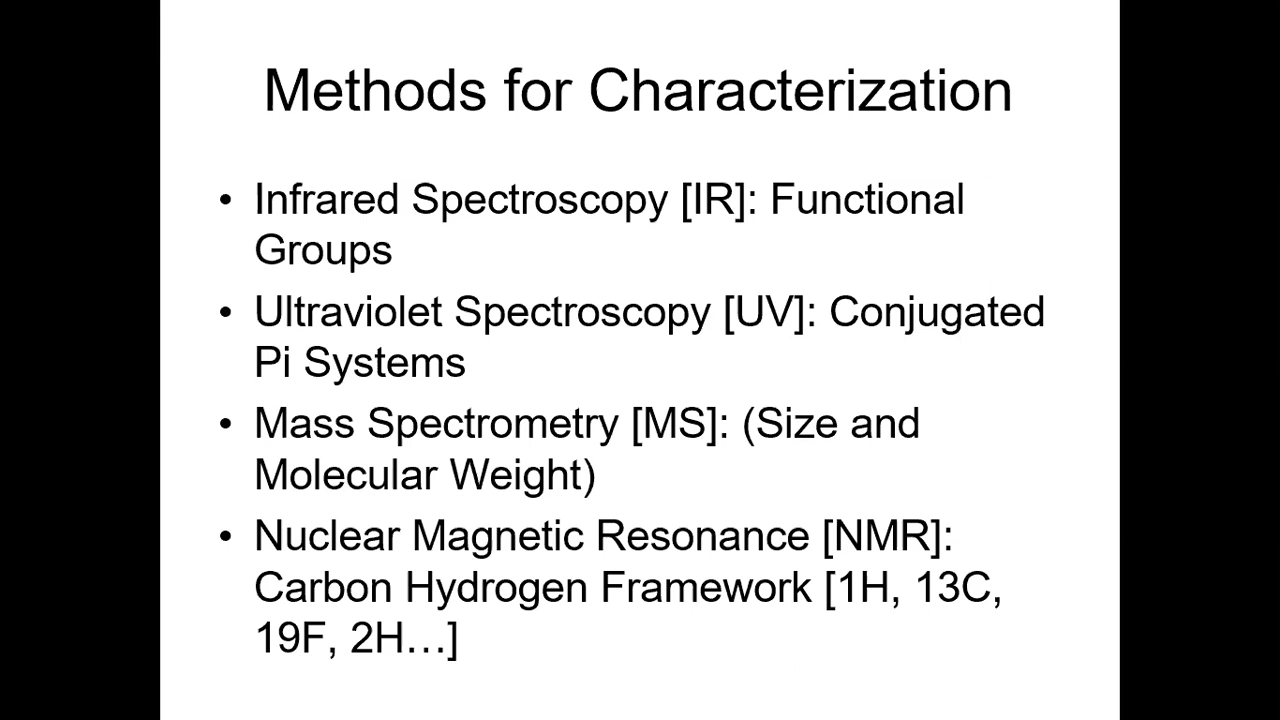 Methods for Characterization
• Infrared Spectroscopy [IR]: Functional
Groups
• Ultraviolet Spectroscopy [UV]: Conjugated
Pi Systems
• Mass Spectrometry [MS]: (Size and
Molecular Weight)
• Nuclear Magnetic Resonance [NMR]:
Carbon Hydrogen Framework [1H, 13C,
19F, 2H…]